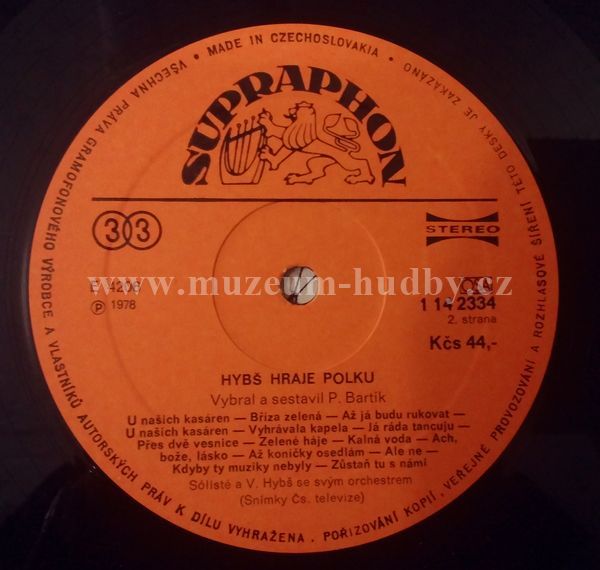 VŠECHNA PRÁVA GRAMOFONOVÉHO VÝROBCE A VLASTNÍKŮ AUTORSKÝCH PRÁV K DÍLU VYHRAŽENA. POŘIZOVÁNÍ KOPIÍ, VEŘEJNÉ PROVOZOVÁNÍ A ROZHLASOVÉ ŠÍŘENÍ TÉTO DESKY JE ZAKÁZÁNO
• MADE IN CZECHOSLOVAKIA •
SUPRAPHON
33
STEREO
www.muzeum-hudby.cz
℗ 1978
1 14 2334
2. strana
Kčs 44,-
HYBŠ HRAJE POLKU
Vybral a sestavil P. Bartík
U našich kasáren — Bříza zelená — Až já budu rukovat —
U našich kasáren — Vyhrávala kapela — Já ráda tancuju —
Přes dvě vesnice — Zelené háje — Kalná voda — Ach,
bože, lásko — Až koníčky osedlám — Ale ne —
Kdyby ty muziky nebyly — Zůstaň tu s námi
Sólisté a V. Hybš se svým orchestrem
(Snímky Čs. televize)